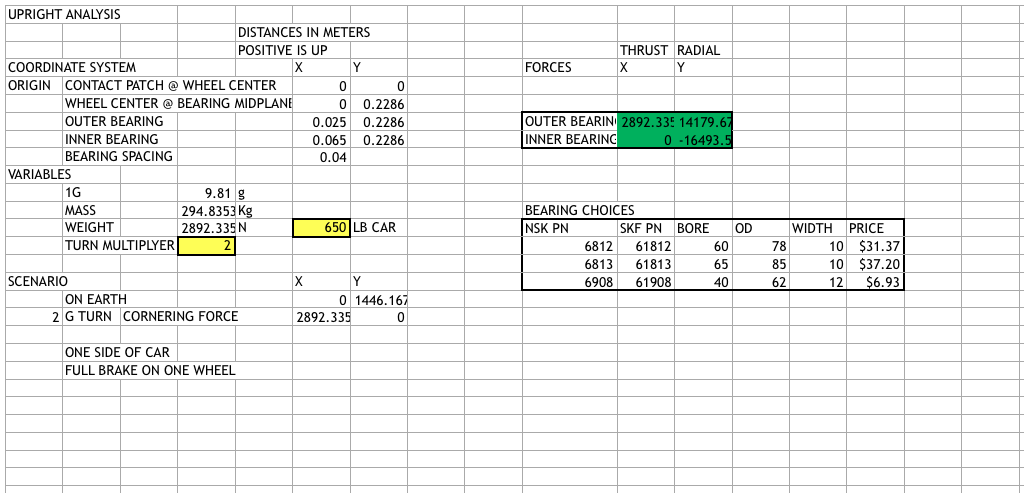 UPRIGHT ANALYSIS
DISTANCES IN METERS
POSITIVE IS UP THRUST RADIAL
COORDINATE SYSTEM X Y FORCES X Y
ORIGIN CONTACT PATCH @ WHEEL CENTER 0 0
WHEEL CENTER @ BEARING MIDPLANE 0 0.2286
OUTER BEARING 0.025 0.2286 OUTER BEARIN 2892.335 14179.67
INNER BEARING 0.065 0.2286 INNER BEARING 0 -16493.5
BEARING SPACING 0.04
VARIABLES
1G 9.81 g
MASS 294.8353 Kg BEARING CHOICES
WEIGHT 2892.335 N 650 LB CAR NSK PN SKF PN BORE OD WIDTH PRICE
TURN MULTIPLYER 2 6812 61812 60 78 10 $31.37
6813 61813 65 85 10 $37.20
SCENARIO X Y 6908 61908 40 62 12 $6.93
ON EARTH 0 1446.167
2 G TURN CORNERING FORCE 2892.335 0
ONE SIDE OF CAR
FULL BRAKE ON ONE WHEEL